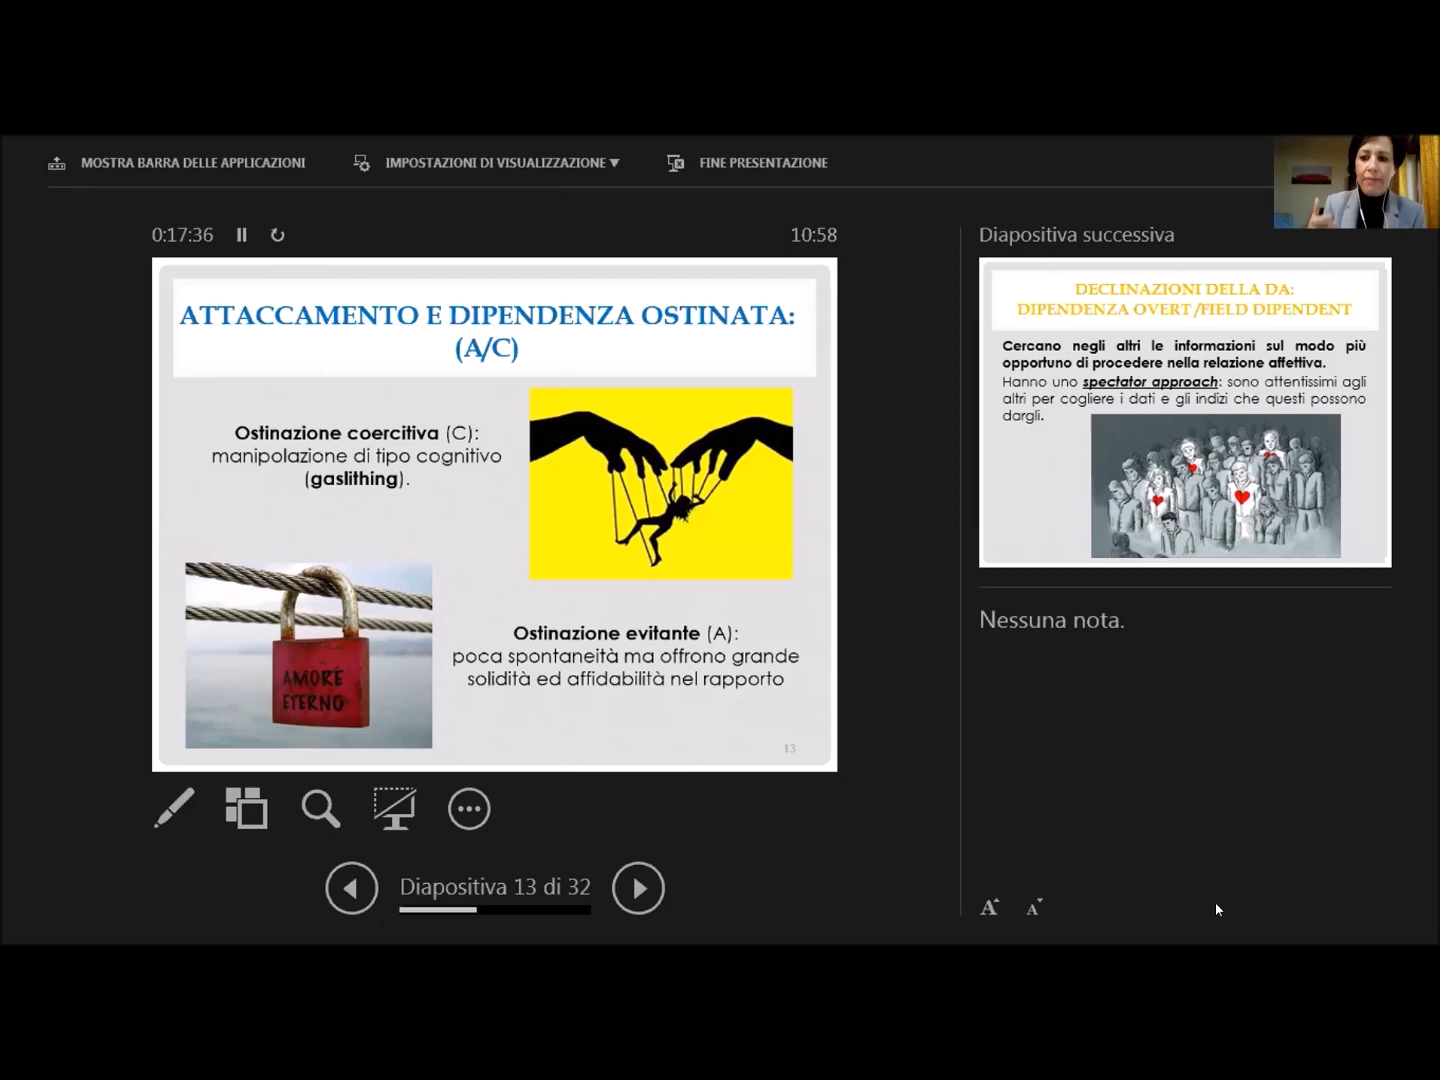 MOSTRA BARRA DELLE APPLICAZIONI
IMPOSTAZIONI DI VISUALIZZAZIONE ▼
FINE PRESENTAZIONE
0:17:36
10:58
ATTACCAMENTO E DIPENDENZA OSTINATA:
(A/C)
Ostinazione coercitiva (C):
manipolazione di tipo cognitivo
(gaslithing).
AMORE
ETERNO
Ostinazione evitante (A):
poca spontaneità ma offrono grande
solidità ed affidabilità nel rapporto
13
Diapositiva 13 di 32
Diapositiva successiva
DECLINAZIONI DELLA DA:
DIPENDENZA OVERT /FIELD DIPENDENT
Cercano negli altri le informazioni sul modo più
opportuno di procedere nella relazione affettiva.
Hanno uno spectator approach: sono attentissimi agli
altri per cogliere i dati e gli indizi che questi possono
dargli.
Nessuna nota.
A A